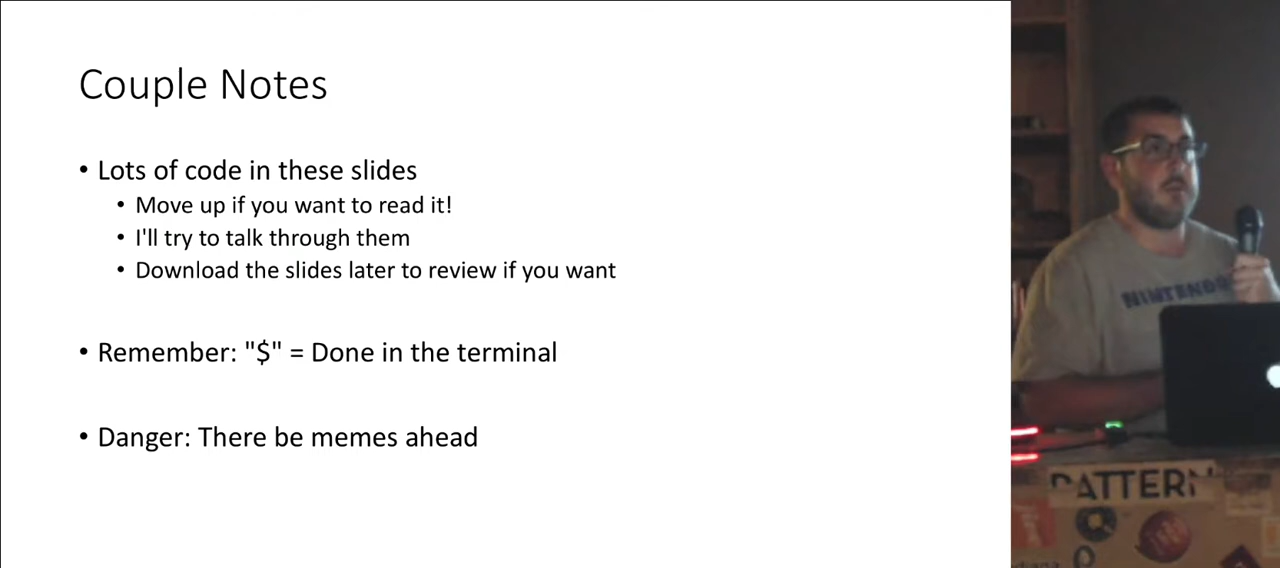 Couple Notes
• Lots of code in these slides
• Move up if you want to read it!
• I'll try to talk through them
• Download the slides later to review if you want
• Remember: "$" = Done in the terminal
• Danger: There be memes ahead
NINTENDO
PATTERN